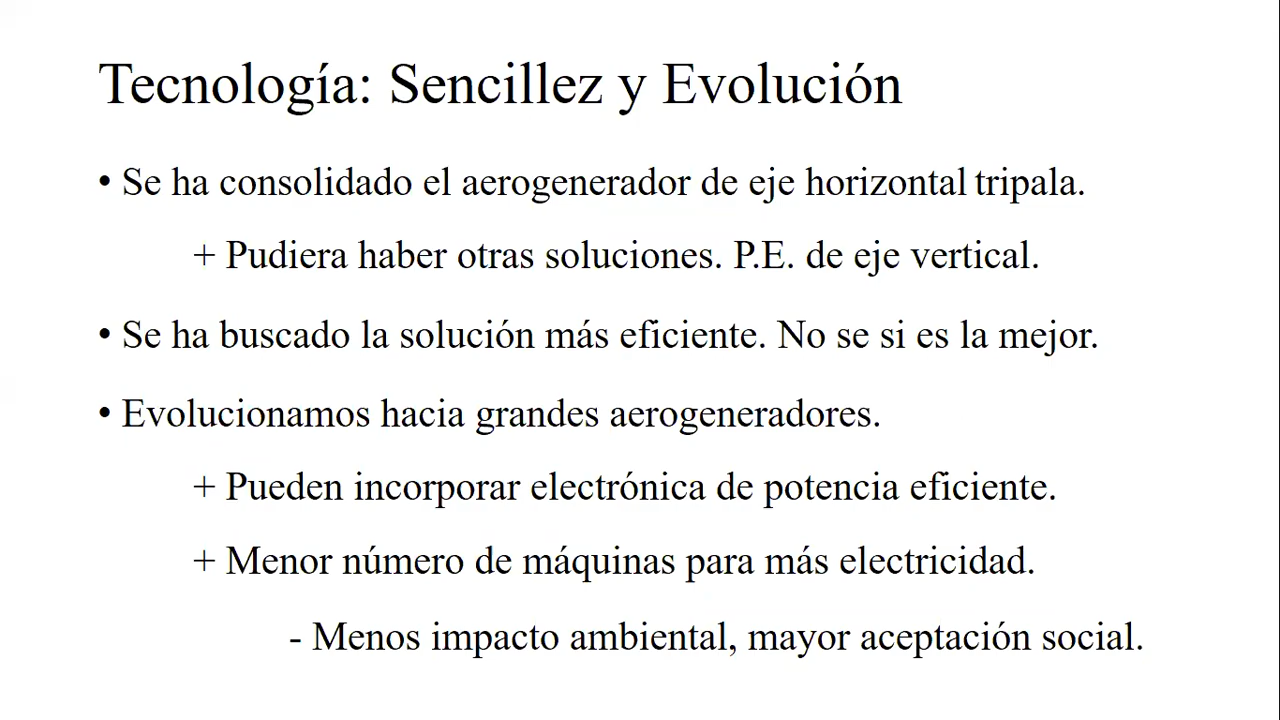 Tecnología: Sencillez y Evolución
• Se ha consolidado el aerogenerador de eje horizontal tripala.
+ Pudiera haber otras soluciones. P.E. de eje vertical.
• Se ha buscado la solución más eficiente. No se si es la mejor.
• Evolucionamos hacia grandes aerogeneradores.
+ Pueden incorporar electrónica de potencia eficiente.
+ Menor número de máquinas para más electricidad.
- Menos impacto ambiental, mayor aceptación social.